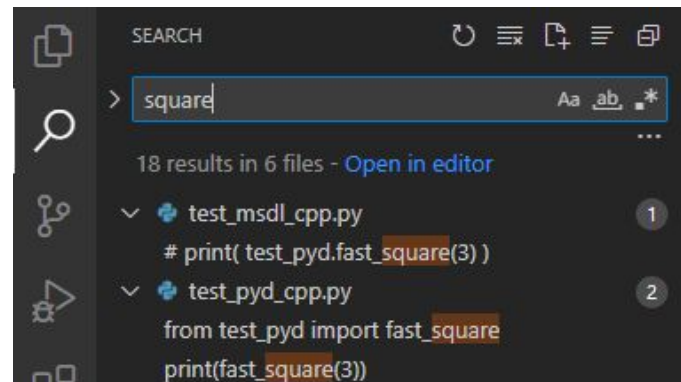 SEARCH
square
Aa ab .*
18 results in 6 files - Open in editor
test_msdl_cpp.py 1
# print( test_pyd.fast_square(3) )
test_pyd_cpp.py 2
from test_pyd import fast_square
print(fast_square(3))